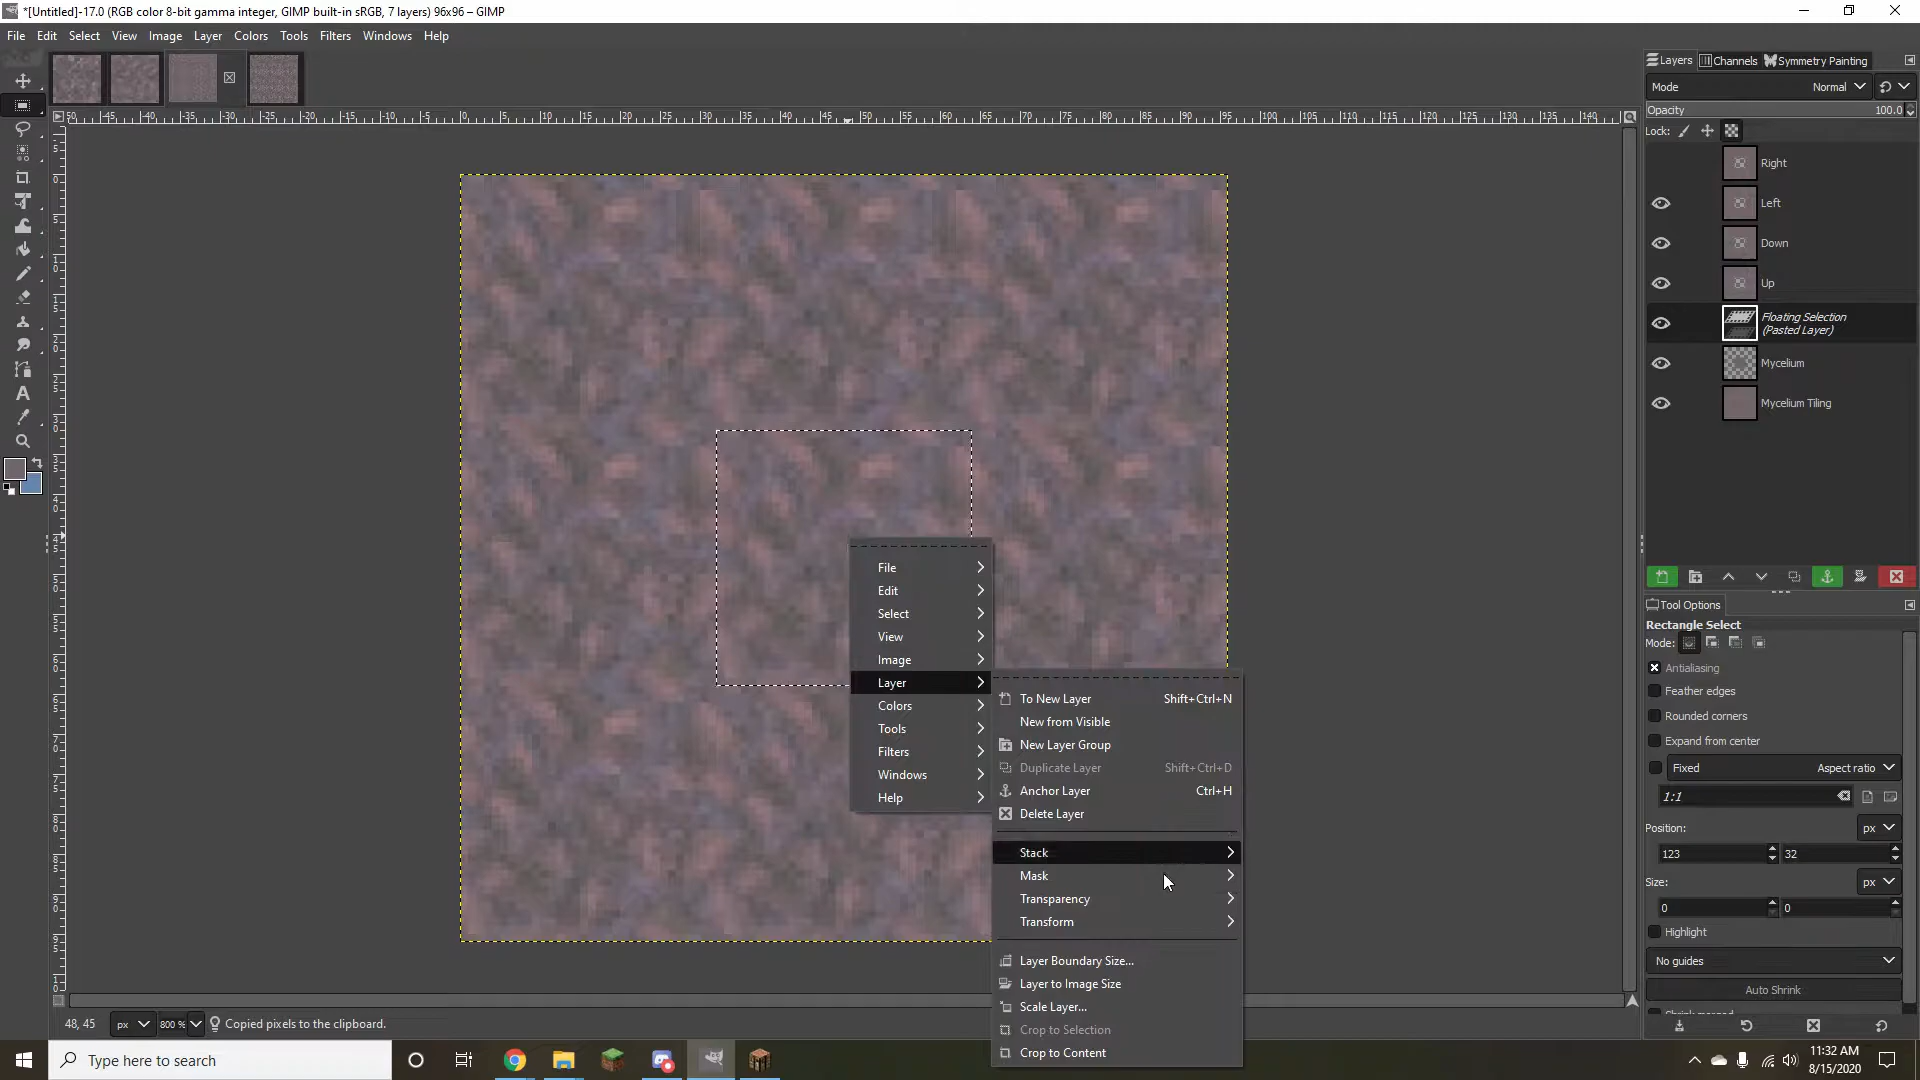 *[Untitled]-17.0 (RGB color 8-bit gamma integer, GIMP built-in sRGB, 7 layers) 96x96 – GIMP
File Edit Select View Image Layer Colors Tools Filters Windows Help
Layers Channels Symmetry Painting
Mode Normal
Opacity 100.0
Lock:
Right
Left
Down
Up
Floating Selection
(Pasted Layer)
Mycelium
Mycelium Tiling
File
Edit
Select
View
Image
Layer
Colors
Tools
Filters
Windows
Help
To New Layer Shift+Ctrl+N
New from Visible
New Layer Group
Duplicate Layer Shift+Ctrl+D
Anchor Layer Ctrl+H
Delete Layer
Stack
Mask
Transparency
Transform
Layer Boundary Size...
Layer to Image Size
Scale Layer...
Crop to Selection
Crop to Content
Tool Options
Rectangle Select
Mode:
Antialiasing
Feather edges
Rounded corners
Expand from center
Fixed Aspect ratio
1:1
Position: px
123 32
Size: px
0 0
Highlight
No guides
Auto Shrink
48, 45 px 800 % Copied pixels to the clipboard.
Type here to search
11:32 AM
8/15/2020